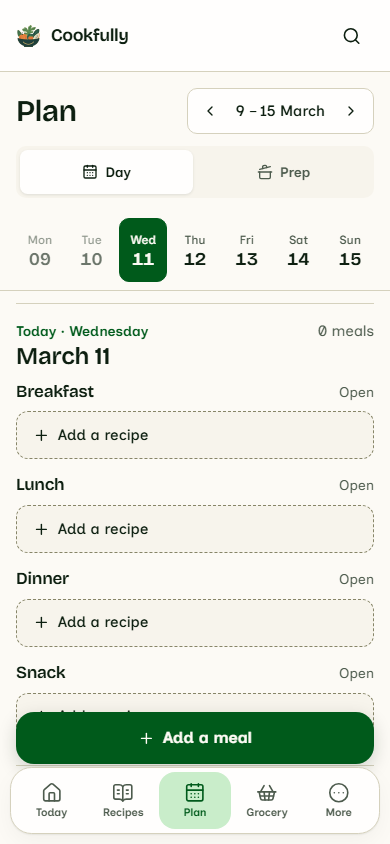 Cookfully
Plan
9 – 15 March
Day
Prep
Mon Tue Wed Thu Fri Sat Sun
09 10 11 12 13 14 15
Today · Wednesday
0 meals
March 11
Breakfast
Open
+ Add a recipe
Lunch
Open
+ Add a recipe
Dinner
Open
+ Add a recipe
Snack
Open
+ Add a meal
Today Recipes Plan Grocery More